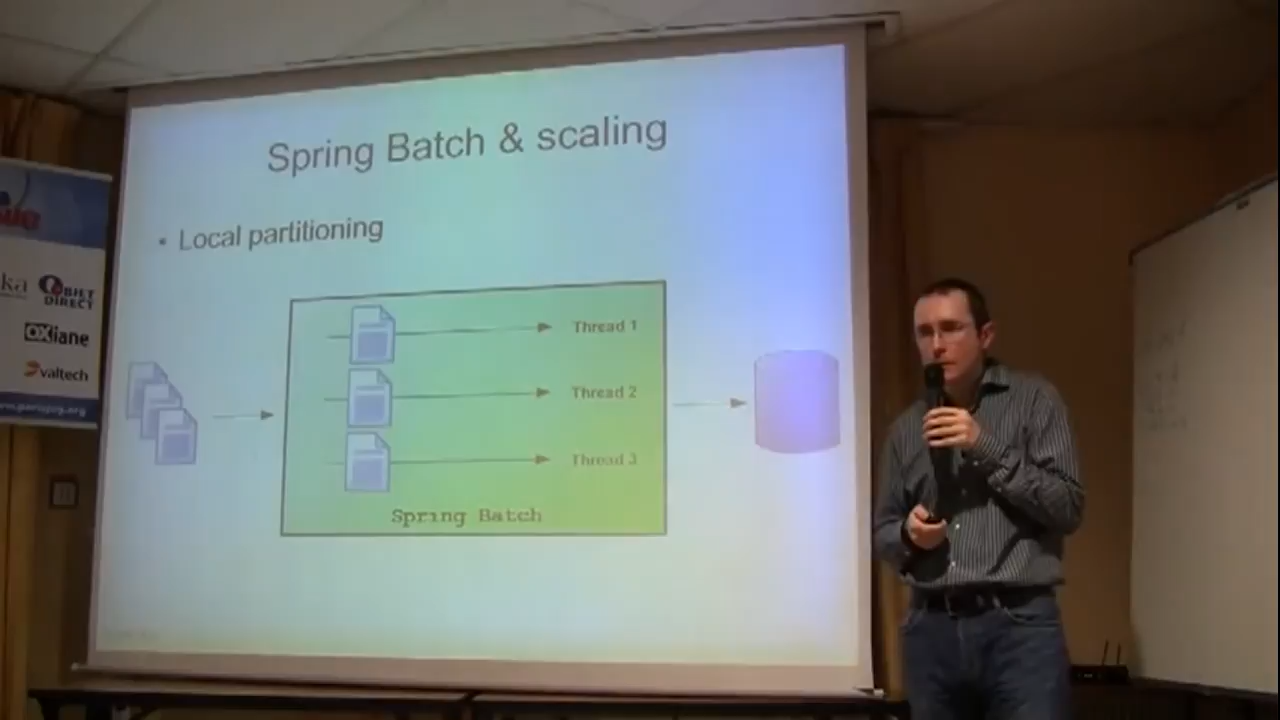 Spring Batch & scaling
• Local partitioning
Thread 1
Thread 2
Thread 3
Spring Batch
OBJET
DIRECT
OXiane
valtech